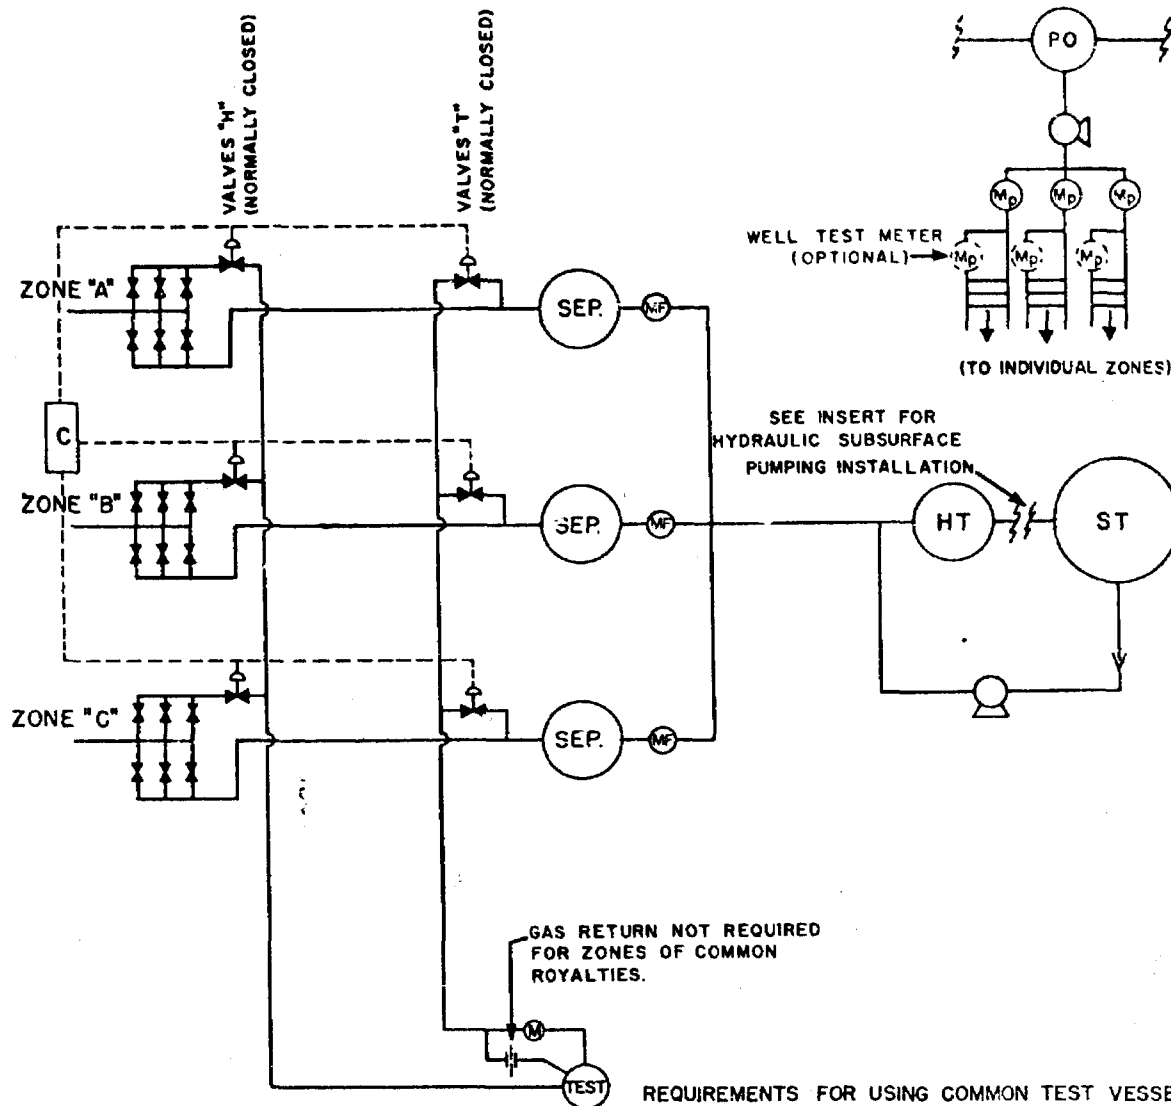 VALVES "H"
(NORMALLY CLOSED)
VALVES "T"
(NORMALLY CLOSED)
PO
Mp
Mp
Mp
WELL TEST METER
(OPTIONAL)
Mp
Mp
Mp
(TO INDIVIDUAL ZONES)
ZONE "A"
SEP.
MF
C
SEE INSERT FOR
HYDRAULIC SUBSURFACE
PUMPING INSTALLATION
ZONE "B"
SEP.
MF
HT
ST
ZONE "C"
SEP.
MF
GAS RETURN NOT REQUIRED
FOR ZONES OF COMMON
ROYALTIES.
M
TEST
REQUIREMENTS FOR USING COMMON TEST VESSE